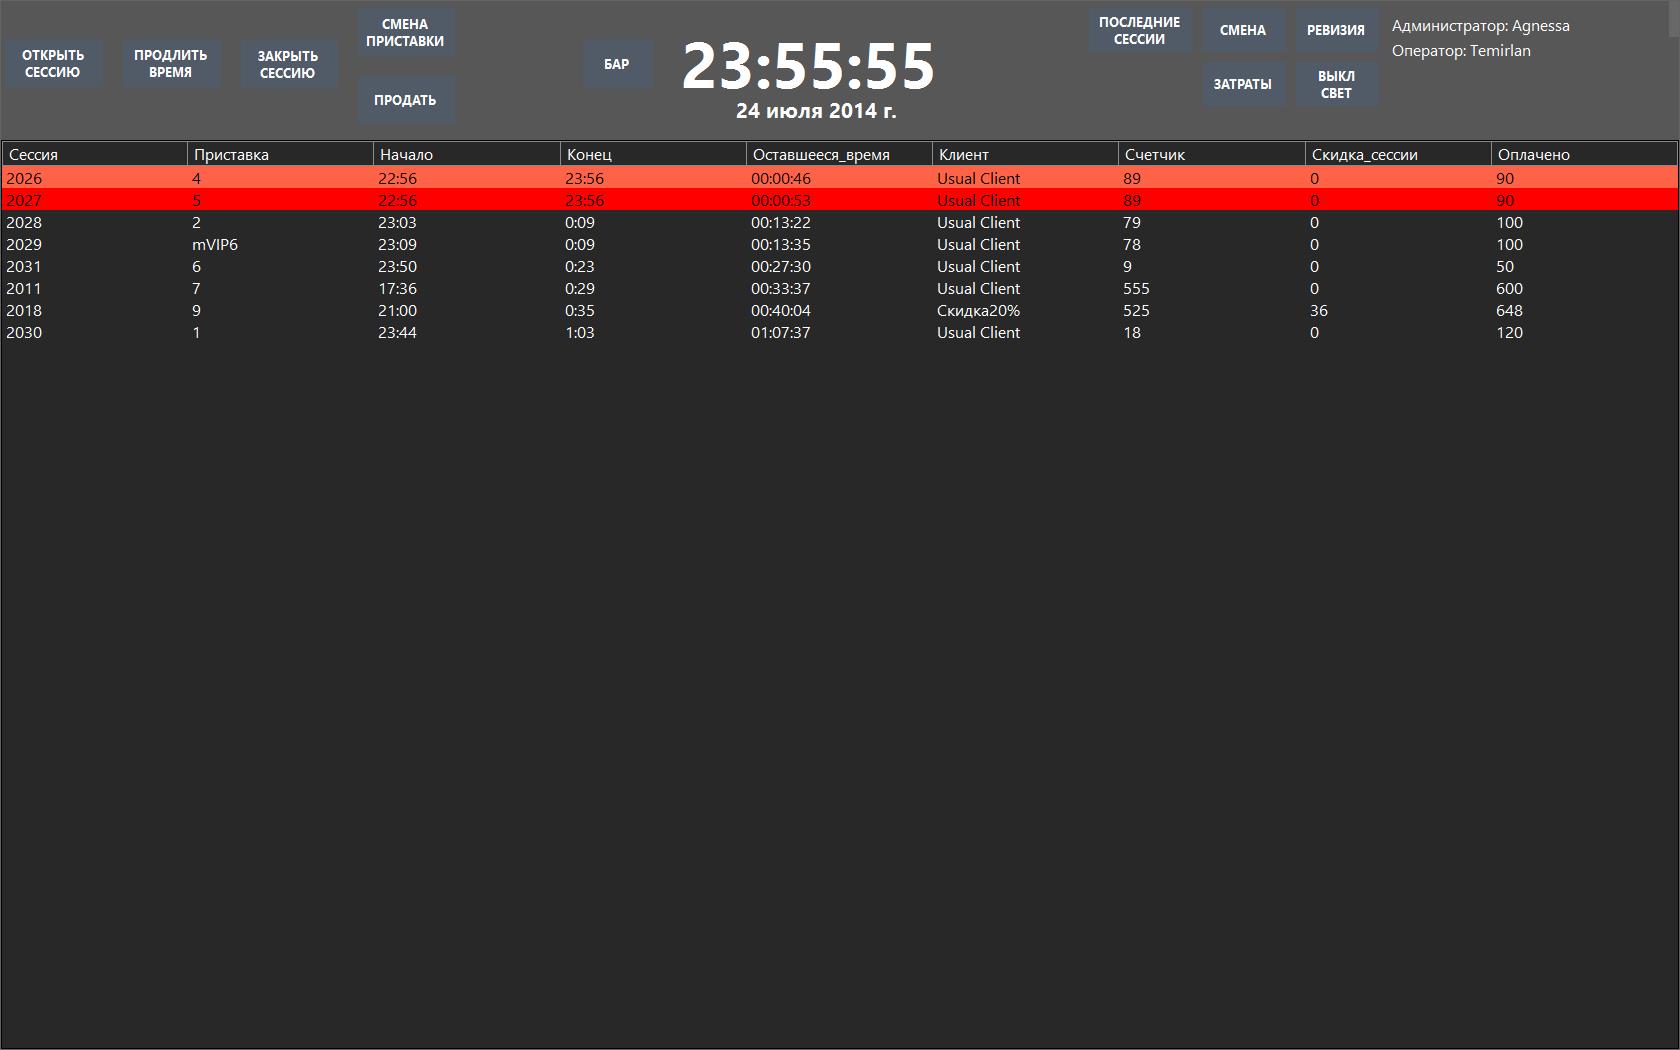 ОТКРЫТЬ
СЕССИЮ
ПРОДЛИТЬ
ВРЕМЯ
ЗАКРЫТЬ
СЕССИЮ
СМЕНА
ПРИСТАВКИ
ПРОДАТЬ
БАР
23:55:55
24 июля 2014 г.
ПОСЛЕДНИЕ
СЕССИИ
СМЕНА
РЕВИЗИЯ
ЗАТРАТЫ
ВЫКЛ
СВЕТ
Администратор: Agnessa
Оператор: Temirlan
Сессия Приставка Начало Конец Оставшееся_время Клиент Счетчик Скидка_сессии Оплачено
2026 4 22:56 23:56 00:00:46 Usual Client 89 0 90
2027 5 22:56 23:56 00:00:53 Usual Client 89 0 90
2028 2 23:03 0:09 00:13:22 Usual Client 79 0 100
2029 mVIP6 23:09 0:09 00:13:35 Usual Client 78 0 100
2031 6 23:50 0:23 00:27:30 Usual Client 9 0 50
2011 7 17:36 0:29 00:33:37 Usual Client 555 0 600
2018 9 21:00 0:35 00:40:04 Скидка20% 525 36 648
2030 1 23:44 1:03 01:07:37 Usual Client 18 0 120